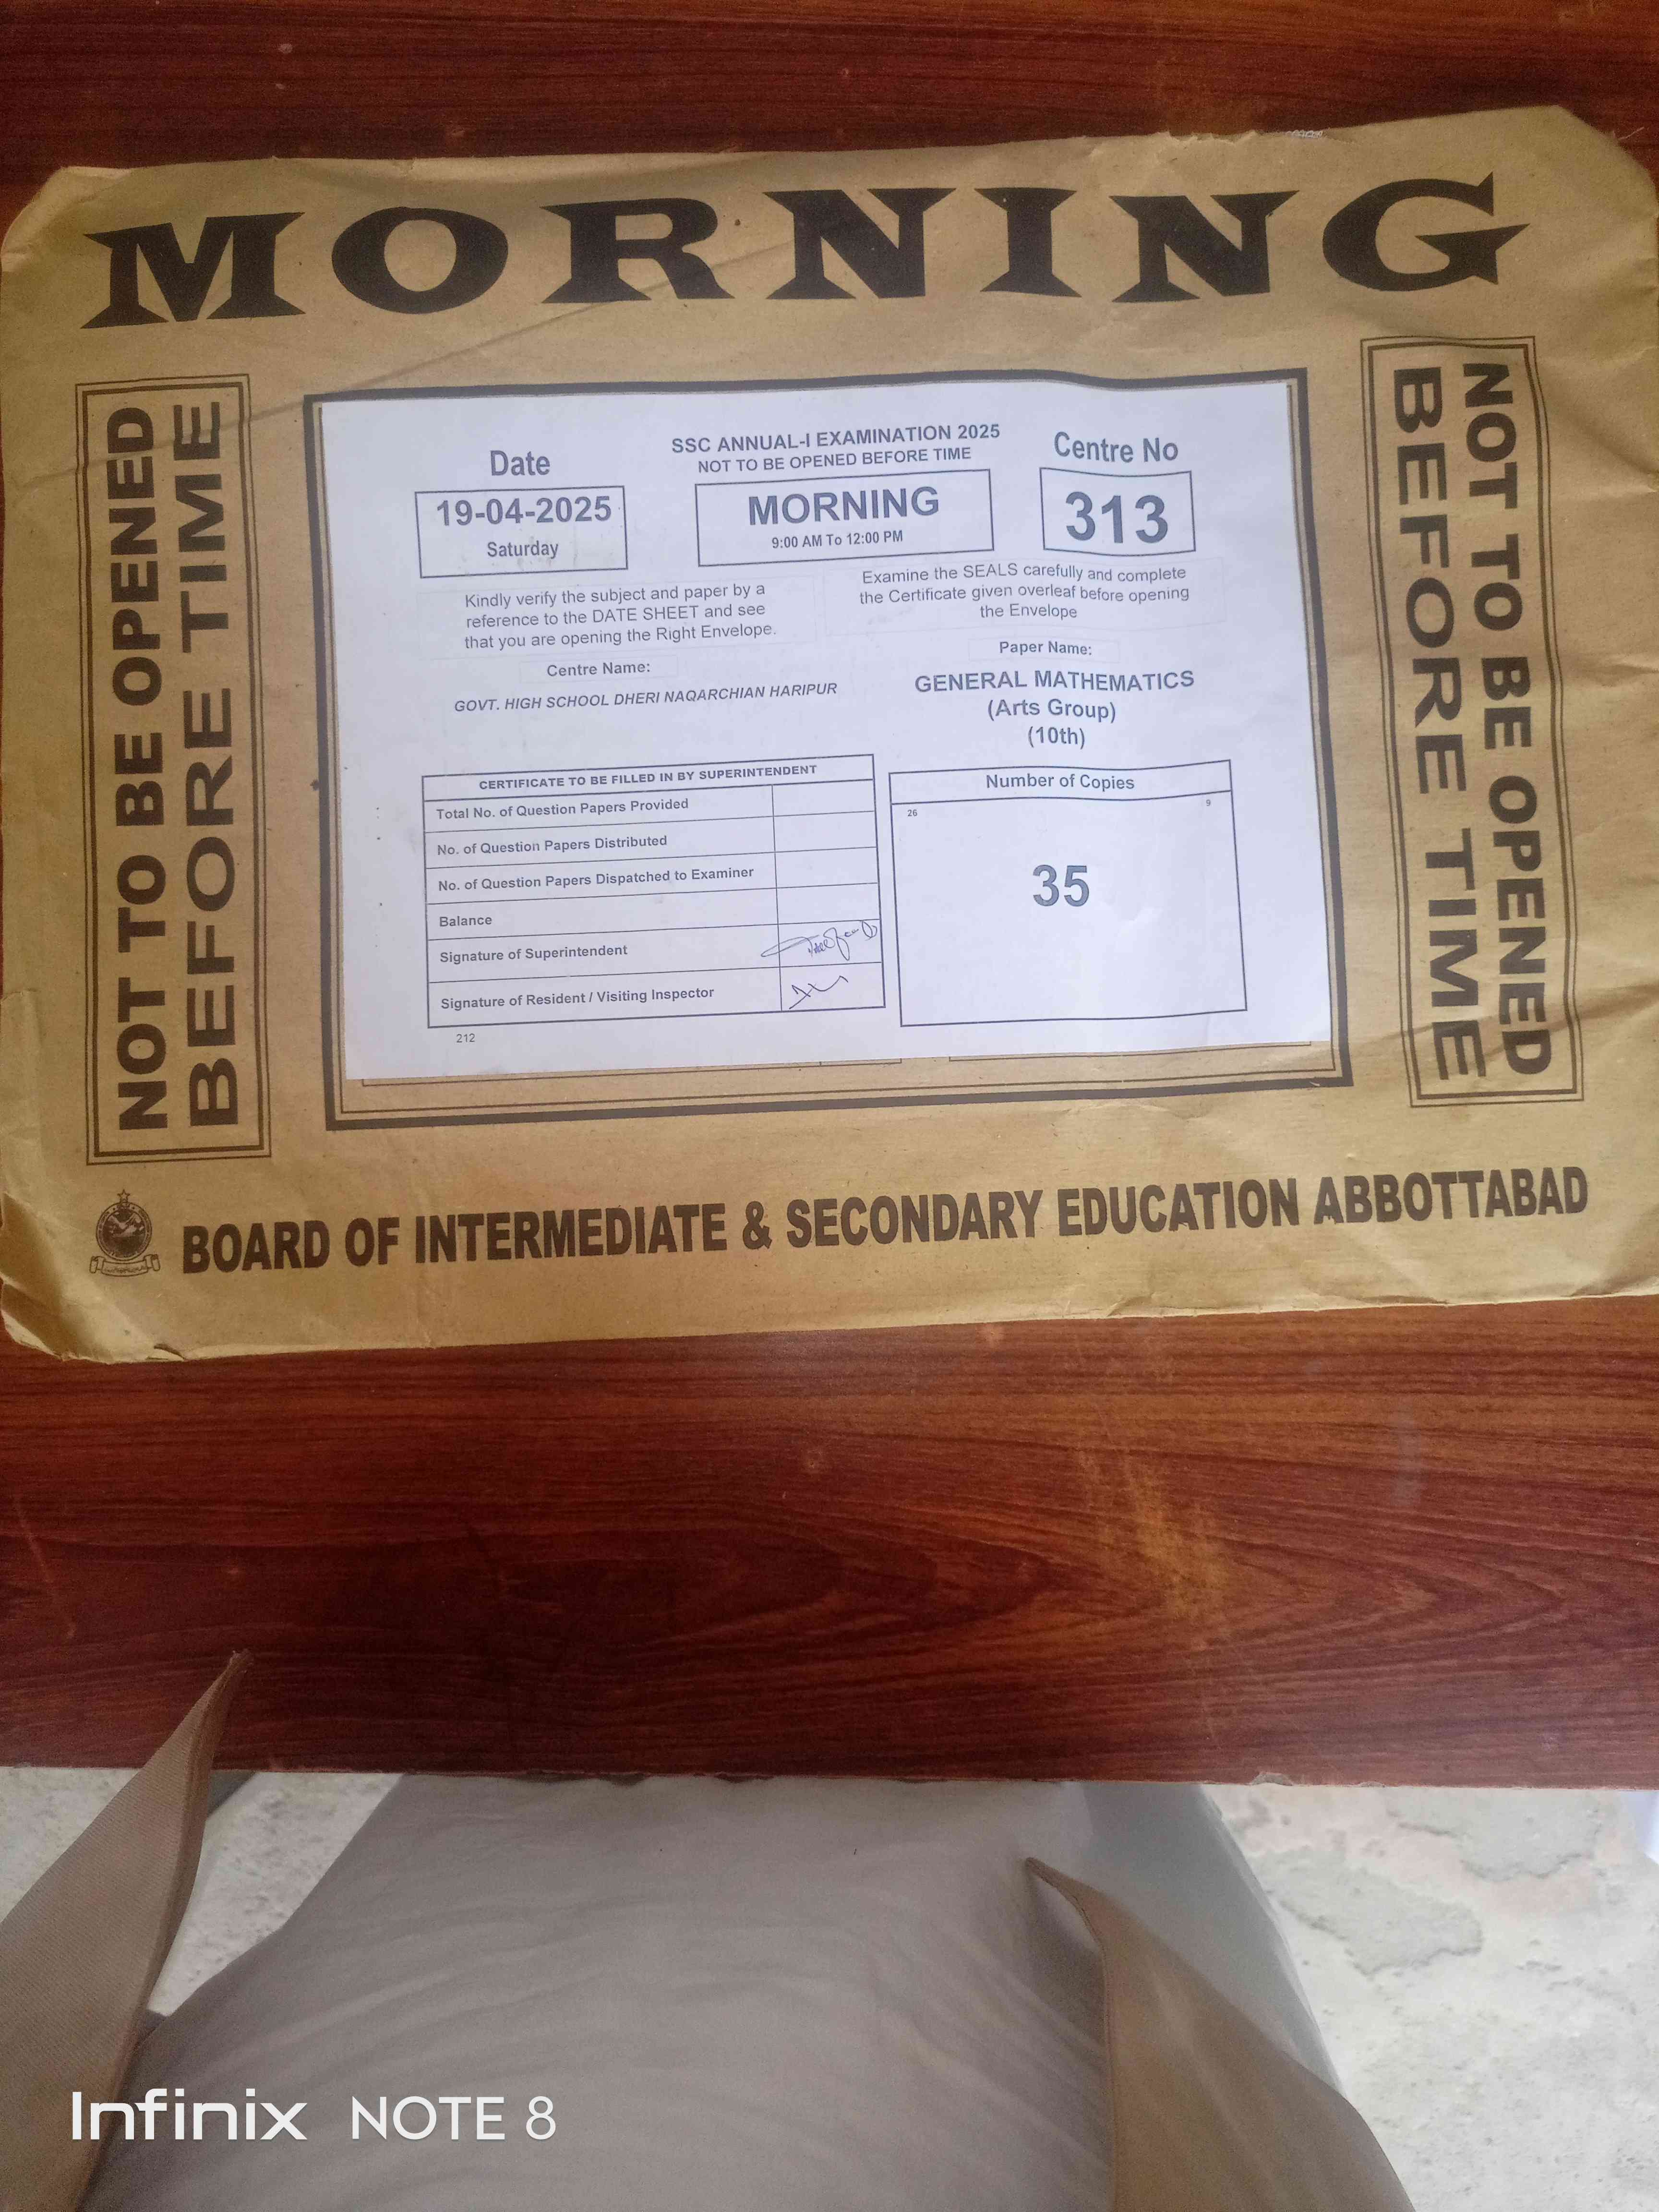 MORNING
NOT TO BE OPENED
BEFORE TIME
Date
19-04-2025
Saturday
SSC ANNUAL-I EXAMINATION 2025
NOT TO BE OPENED BEFORE TIME
MORNING
9:00 AM To 12:00 PM
Centre No
313
Kindly verify the subject and paper by a
reference to the DATE SHEET and see
that you are opening the Right Envelope.
Examine the SEALS carefully and complete
the Certificate given overleaf before opening
the Envelope
Centre Name:
GOVT. HIGH SCHOOL DHERI NAQARCHIAN HARIPUR
Paper Name:
GENERAL MATHEMATICS
(Arts Group)
(10th)
CERTIFICATE TO BE FILLED IN BY SUPERINTENDENT
Total No. of Question Papers Provided
No. of Question Papers Distributed
No. of Question Papers Dispatched to Examiner
Balance
Signature of Superintendent
Signature of Resident / Visiting Inspector
212
Number of Copies
26 9
35
NOT TO BE OPENED
BEFORE TIME
BOARD OF INTERMEDIATE & SECONDARY EDUCATION ABBOTTABAD
Infinix NOTE 8